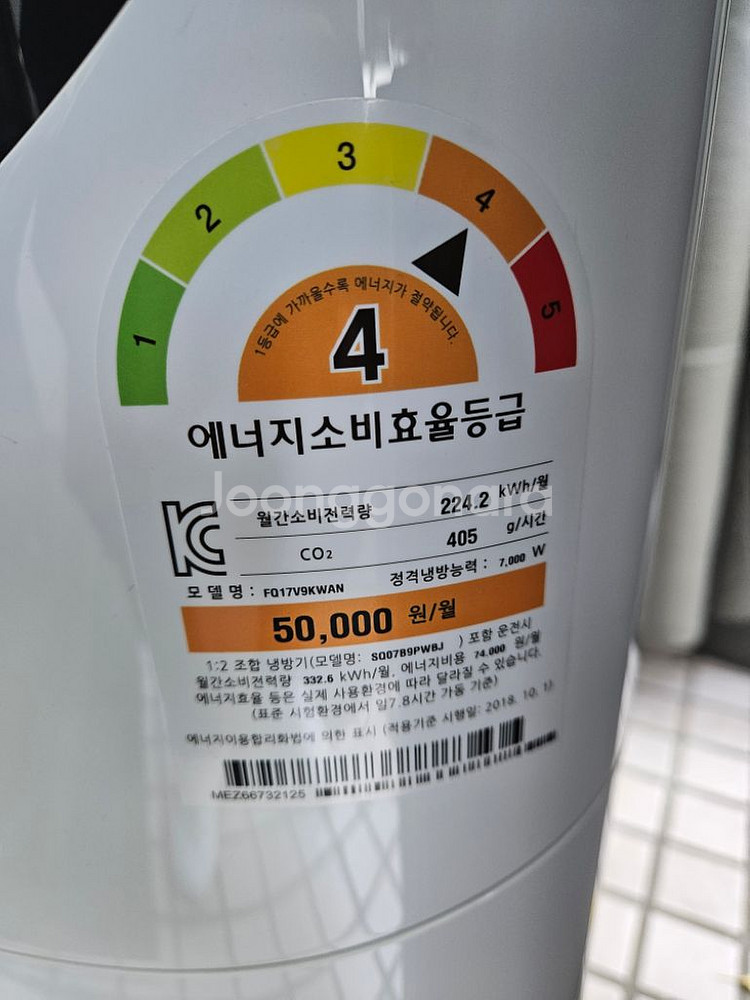 1
2
3
4
5
1등급에 가까울수록 에너지가 절약됩니다.
4
에너지소비효율등급
Joonggonara
월간소비전력량 224.2 kWh/월
CO₂ 405 g/시간
모델명 : FQ17V9KWAN 정격냉방능력 : 7,000 W
50,000 원/월
1:2 조합 냉방기(모델명: SQ07B9PWBJ ) 포함 운전시
월간소비전력량 332.6 kWh/월, 에너지비용 74,000 원/월
에너지효율 등은 실제 사용환경에 따라 달라질 수 있습니다.
(표준 시험환경에서 일7.8시간 가동 기준)
에너지이용합리화법에 의한 표시 (적용기준 시행일: 2018. 10. 1)
MEZ66732125